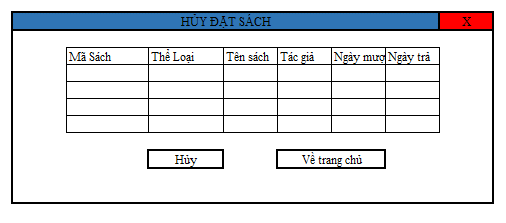 HỦY ĐẶT SÁCH X
Mã Sách Thể Loại Tên sách Tác giả Ngày mượ Ngày trả
Hủy Về trang chủ